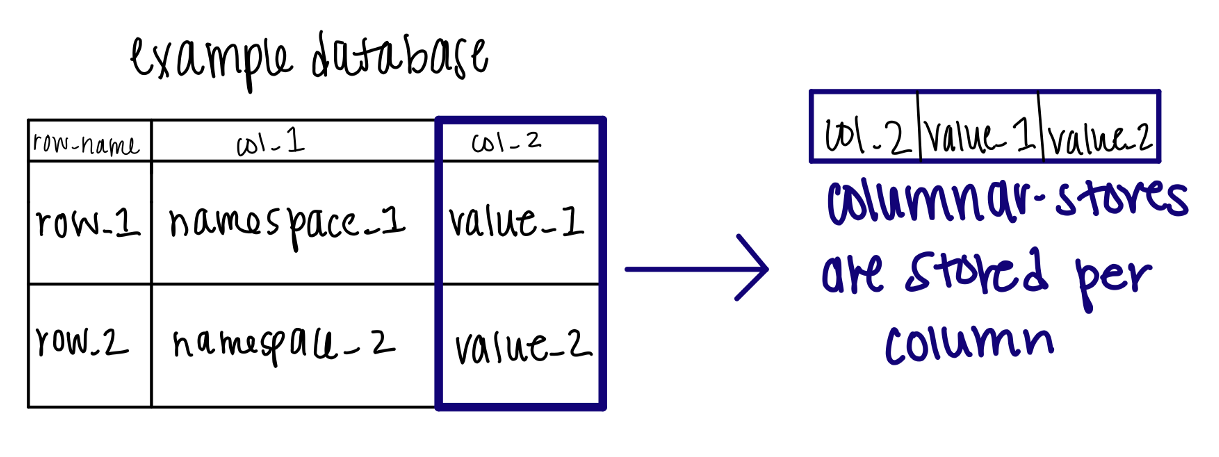 example database
row-name col-1 col-2
row-1 namespace-1 value-1
row-2 namespace-2 value-2
col-2 value-1 value-2
columnar-stores
are stored per
column